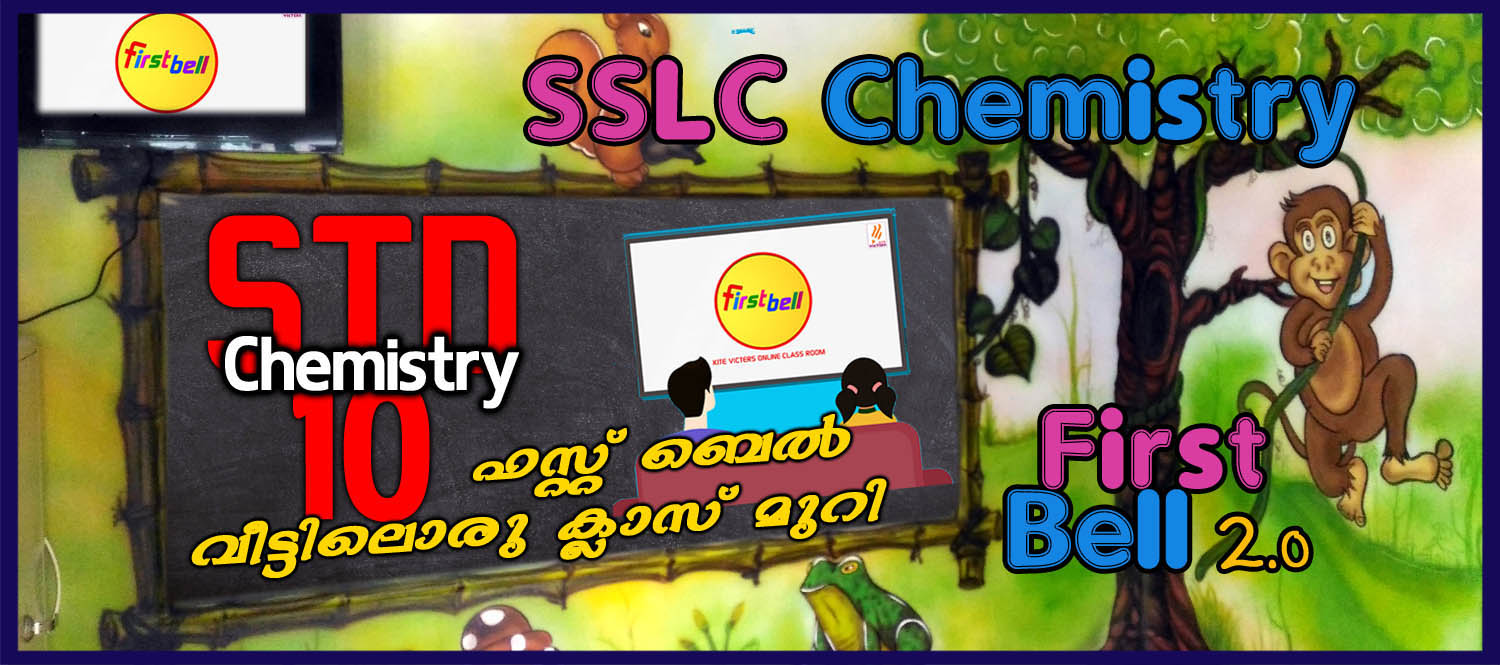 firstbell
SSLC Chemistry
STD
Chemistry
10
firstbell
KITE VICTERS ONLINE CLASS ROOM
ഫസ്റ്റ് ബെൽ
വീട്ടിലൊരു ക്ലാസ് മൂറി
First
Bell 2.0